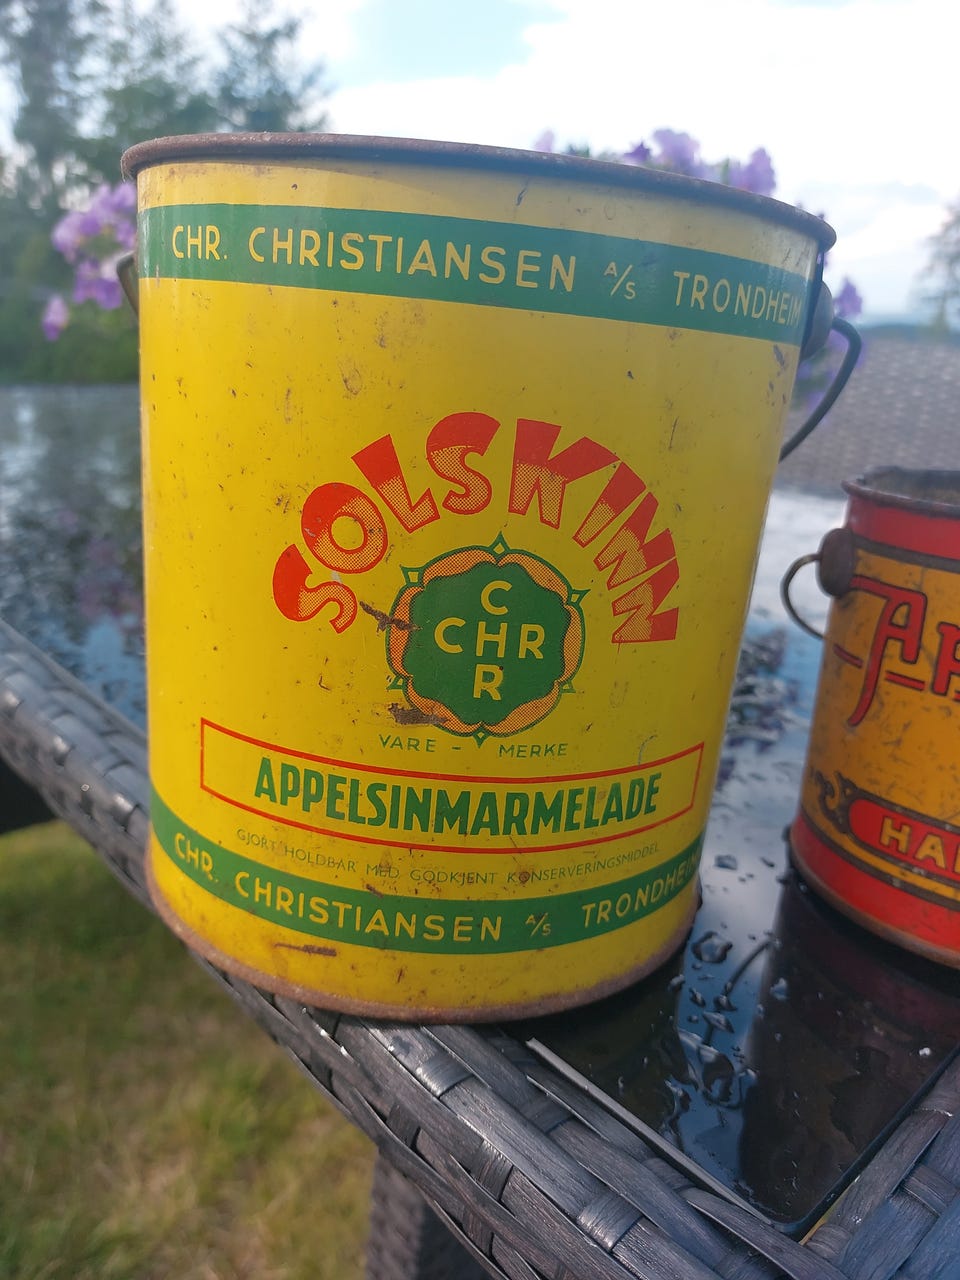 CHR. CHRISTIANSEN A/S TRONDHEIM
SOLSKINN
C
CHR
R
VARE - MERKE
APPELSINMARMELADE
GJORT HOLDBAR MED GODKJENT KONSERVERINGSMIDDEL
CHR. CHRISTIANSEN A/S TRONDHEIM